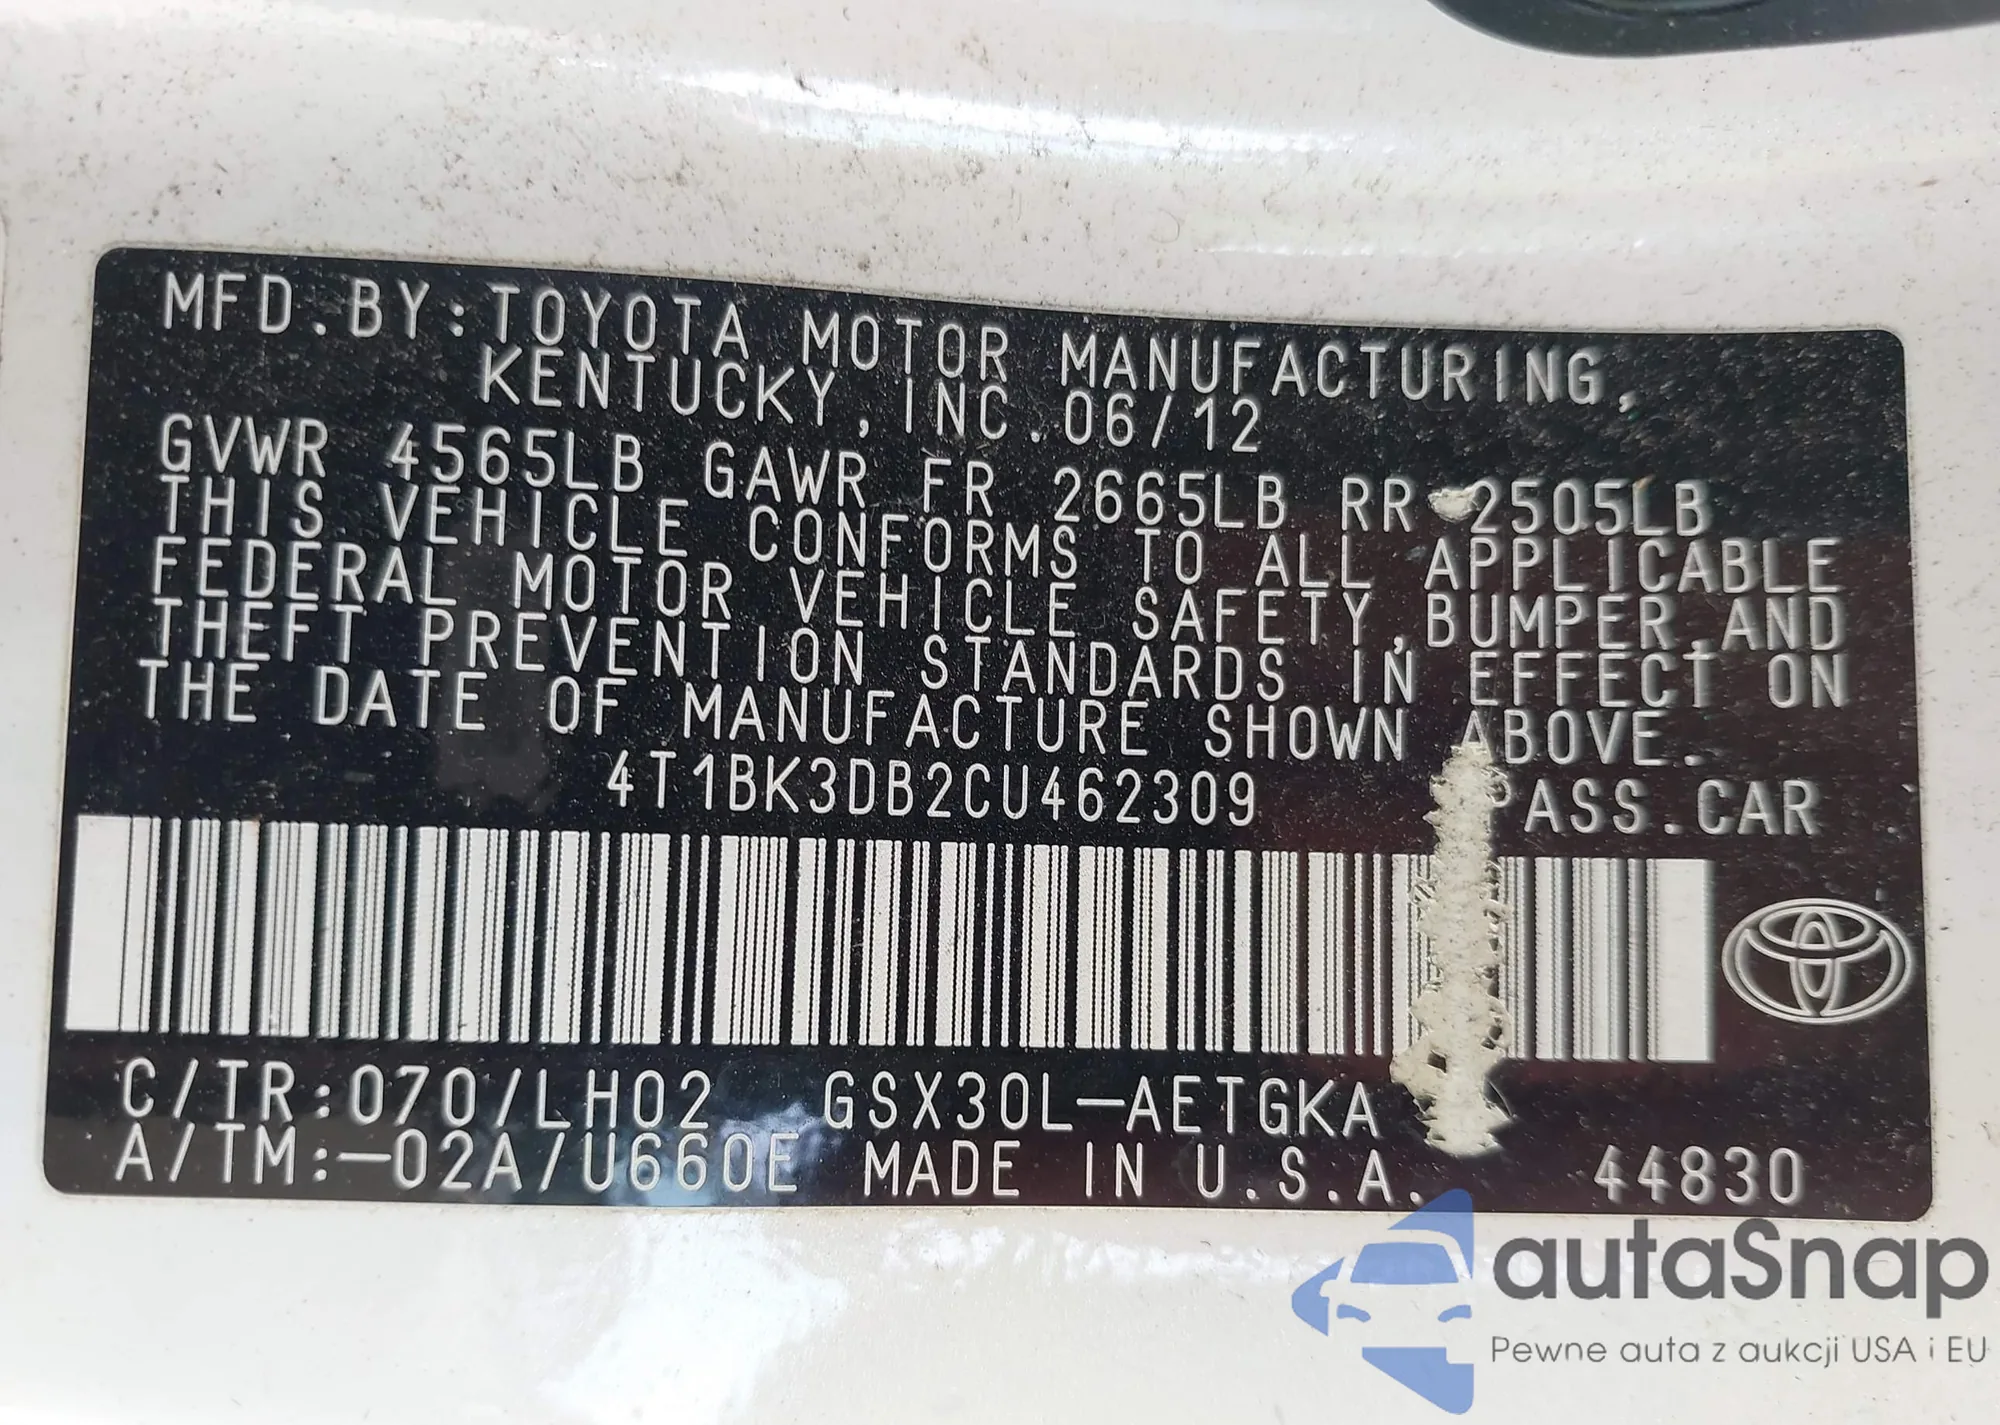 MFD.BY:TOYOTA MOTOR MANUFACTURING,
KENTUCKY, INC. 06/12
GVWR 4565LB GAWR FR 2665LB RR 2505LB
THIS VEHICLE CONFORMS TO ALL APPLICABLE
FEDERAL MOTOR VEHICLE SAFETY,BUMPER,AND
THEFT PREVENTION STANDARDS IN EFFECT ON
THE DATE OF MANUFACTURE SHOWN ABOVE.
4T1BK3DB2CU462309 PASS.CAR
C/TR:070/LH02 GSX30L-AETGKA
A/TM:-02A/U660E MADE IN U.S.A. 44830
autaSnap
Pewne auta z aukcji USA i EU